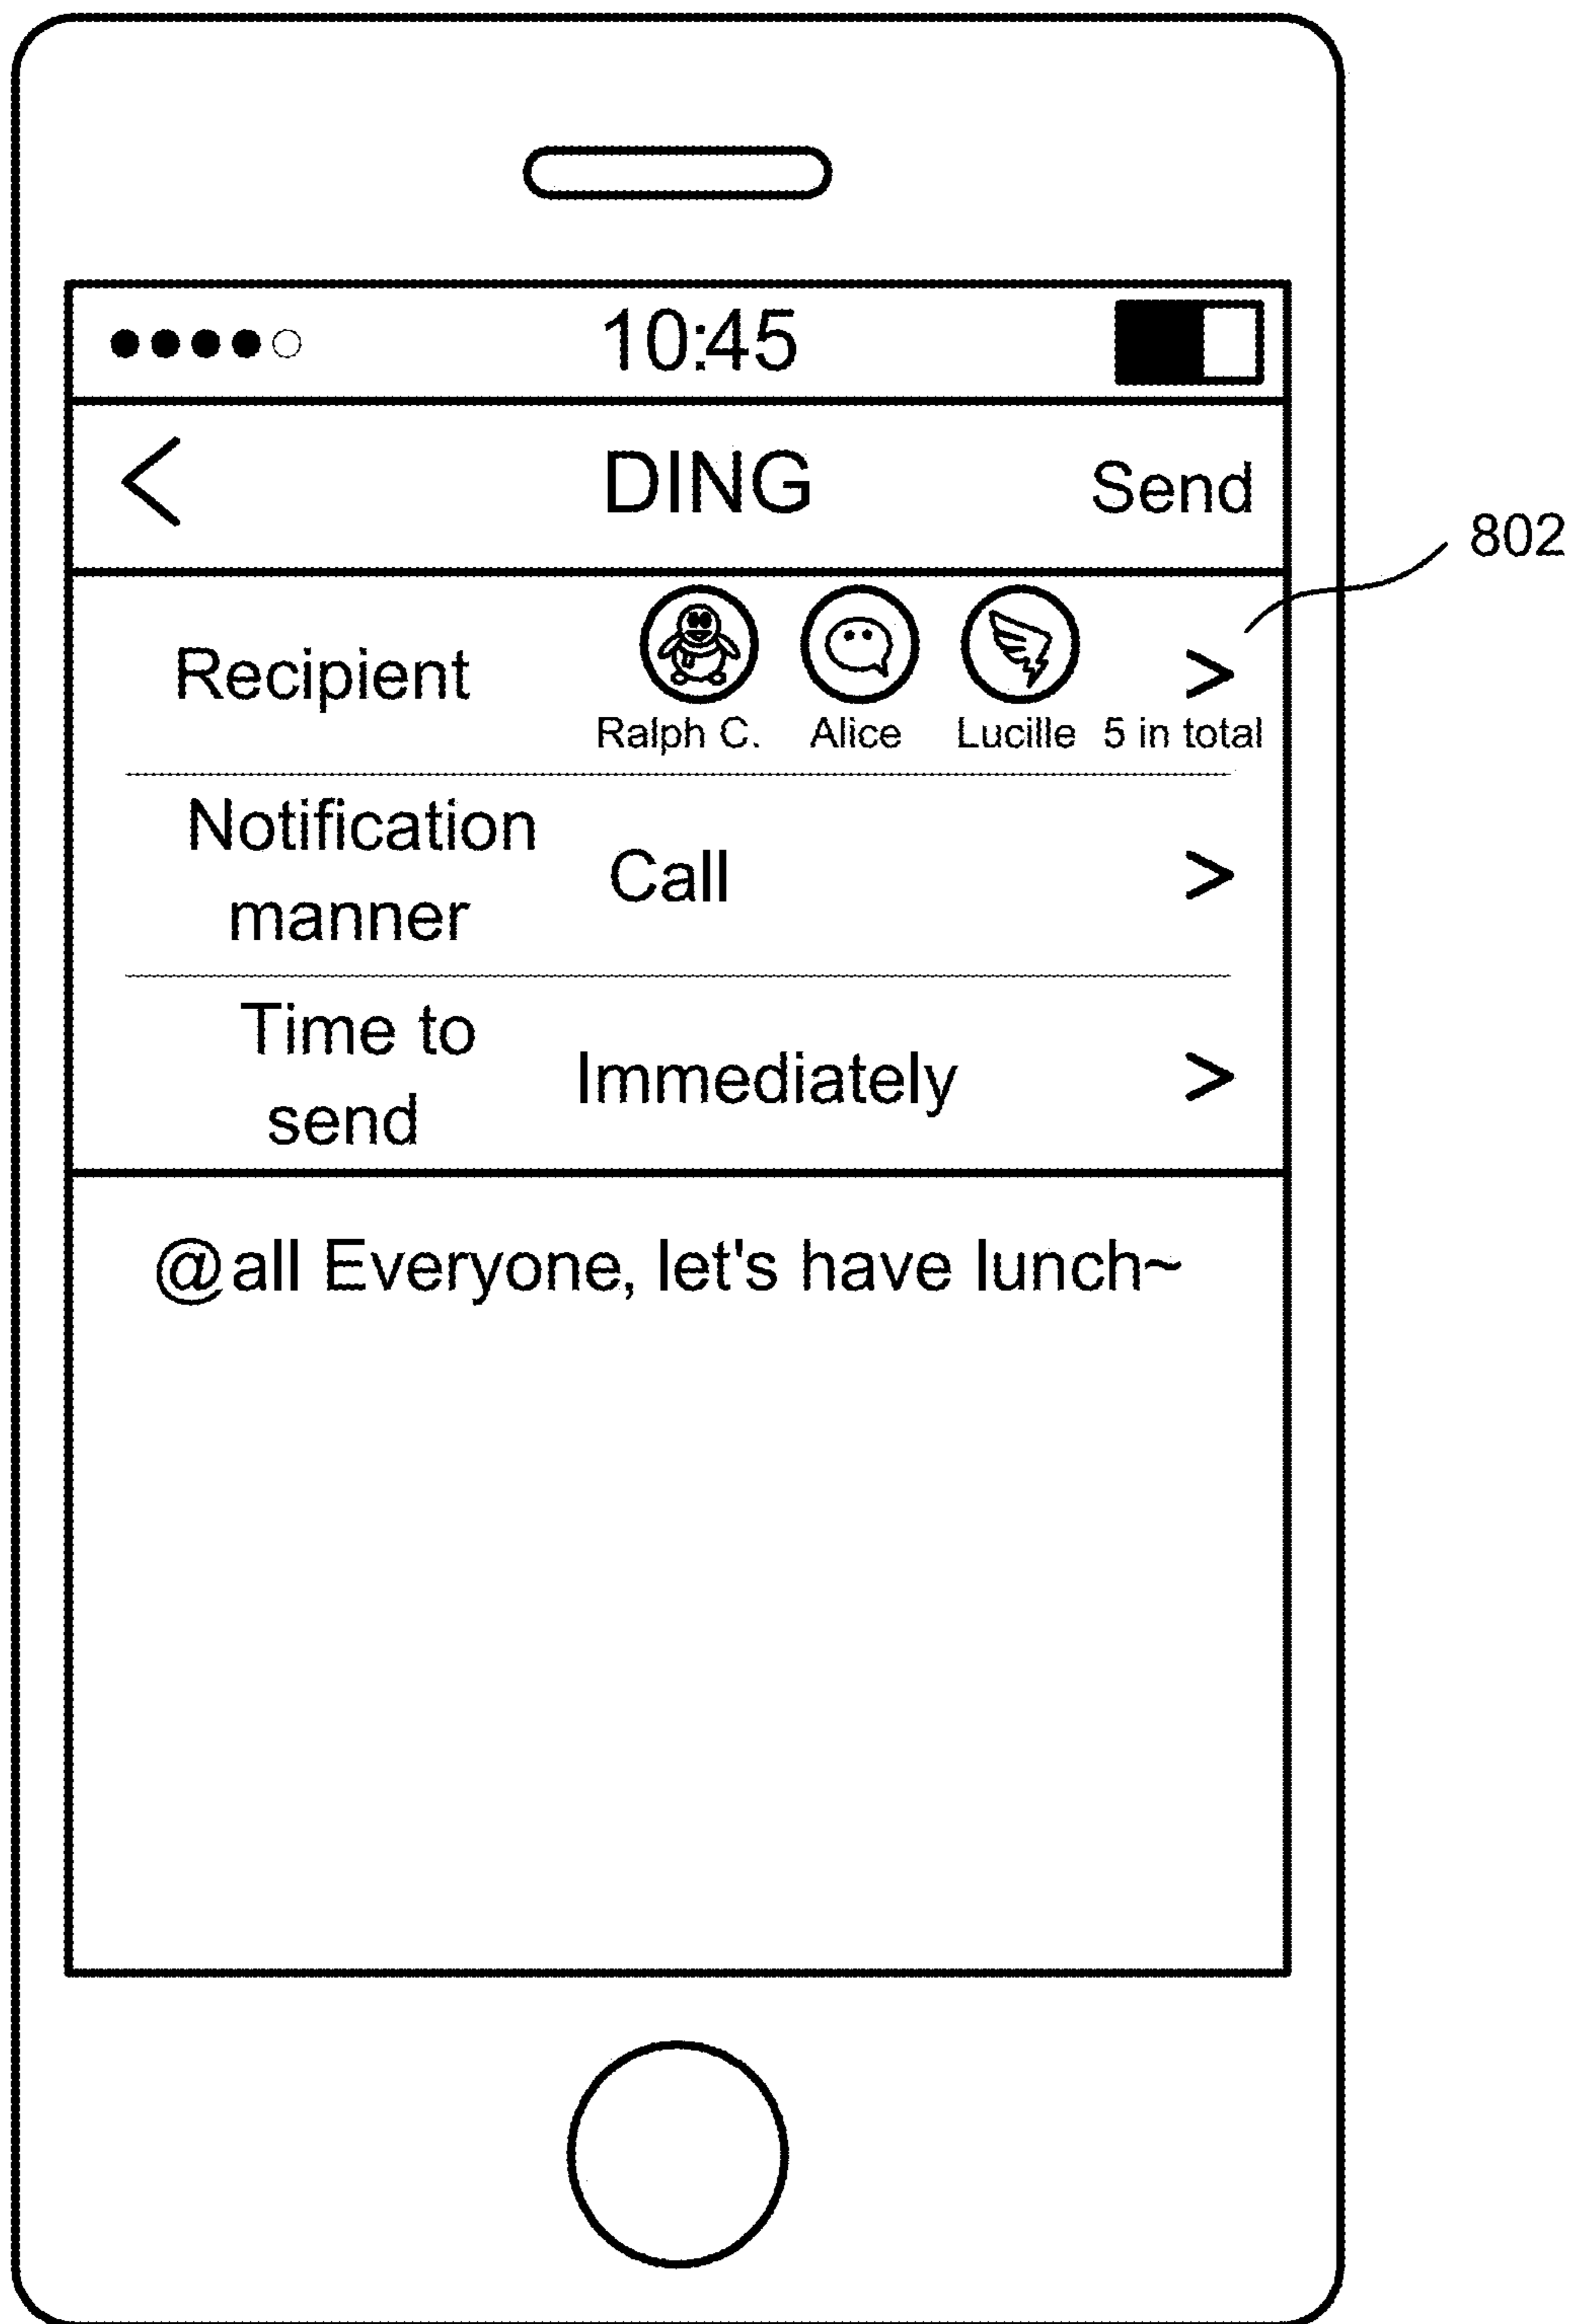 10:45
< DING Send
802
Recipient >
Ralph C. Alice Lucille 5 in total
Notification
manner
Call >
Time to
send
Immediately >
@all Everyone, let's have lunch~